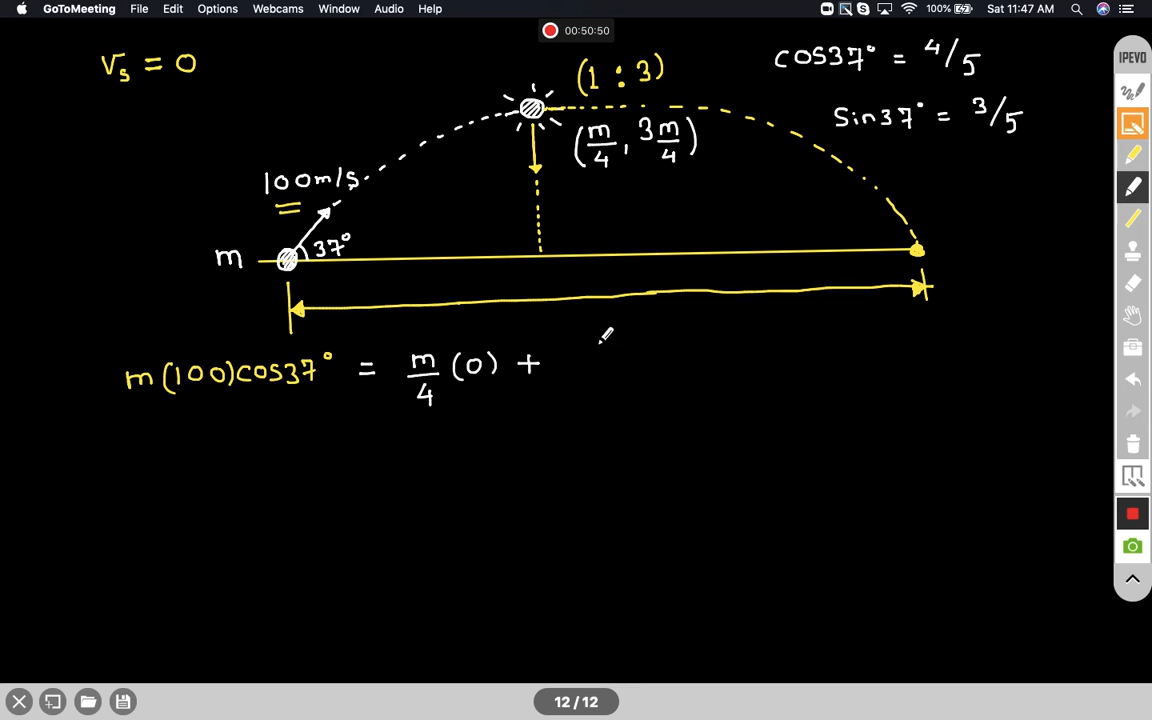 GoToMeeting File Edit Options Webcams Window Audio Help 100% Sat 11:47 AM
00:50:50
Vs = 0
(1 : 3)
cos37° = 4/5
(m/4, 3m/4)
sin37° = 3/5
100m/s
37°
m
m(100)cos37° = m/4 (0) +
IPEVO
12 / 12